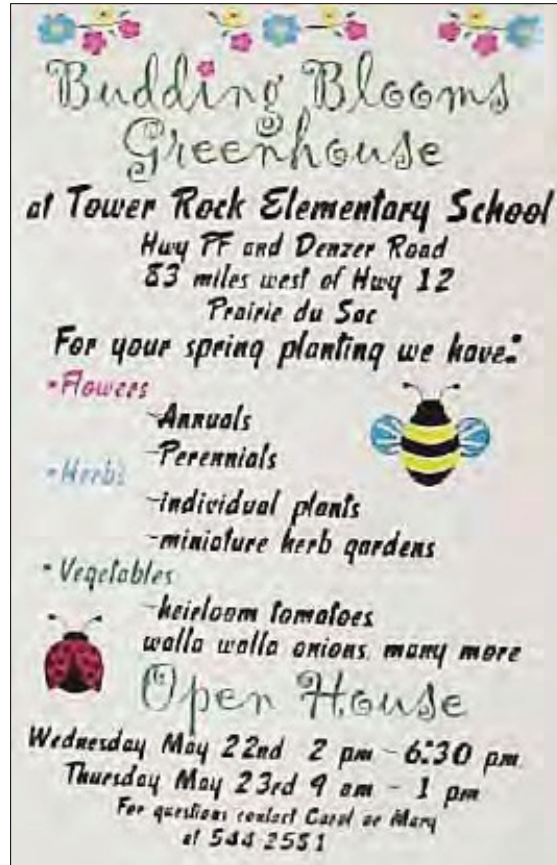 Budding Blooms
Greenhouse
at Tower Rock Elementary School
Hwy PF and Denzer Road
83 miles west of Hwy 12
Prairie du Sac
For your spring planting we have:
•Flowers
-Annuals
-Perennials
•Herbs
-individual plants
-miniature herb gardens
•Vegetables
-heirloom tomatoes
walla walla onions, many more
Open House
Wednesday May 22nd 2 pm - 6:30 pm
Thursday May 23rd 9 am - 1 pm
For questions contact Carol or Mary
at 544-2551